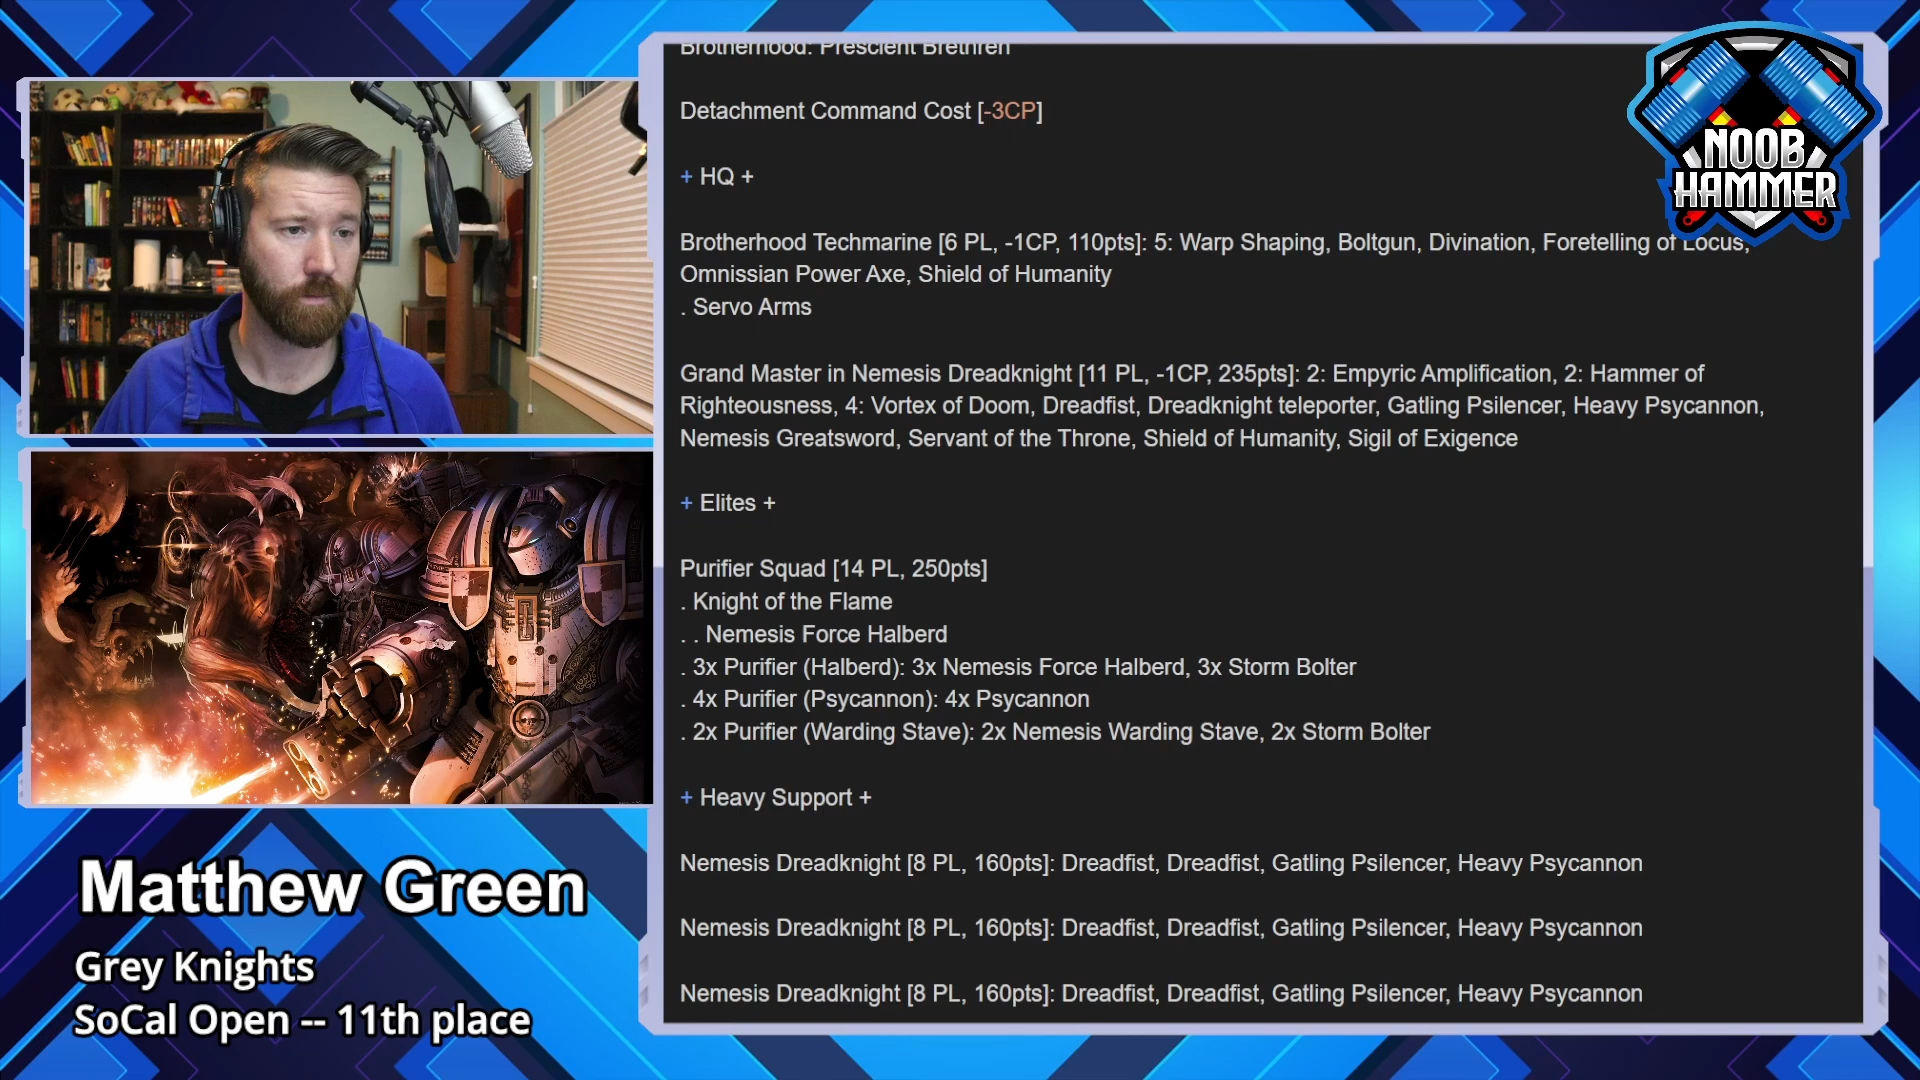 Brotherhood: Prescient Brethren
Detachment Command Cost [-3CP]
+ HQ +
Brotherhood Techmarine [6 PL, -1CP, 110pts]: 5: Warp Shaping, Boltgun, Divination, Foretelling of Locus,
Omnissian Power Axe, Shield of Humanity
. Servo Arms
Grand Master in Nemesis Dreadknight [11 PL, -1CP, 235pts]: 2: Empyric Amplification, 2: Hammer of
Righteousness, 4: Vortex of Doom, Dreadfist, Dreadknight teleporter, Gatling Psilencer, Heavy Psycannon,
Nemesis Greatsword, Servant of the Throne, Shield of Humanity, Sigil of Exigence
+ Elites +
Purifier Squad [14 PL, 250pts]
. Knight of the Flame
. . Nemesis Force Halberd
. 3x Purifier (Halberd): 3x Nemesis Force Halberd, 3x Storm Bolter
. 4x Purifier (Psycannon): 4x Psycannon
. 2x Purifier (Warding Stave): 2x Nemesis Warding Stave, 2x Storm Bolter
+ Heavy Support +
Nemesis Dreadknight [8 PL, 160pts]: Dreadfist, Dreadfist, Gatling Psilencer, Heavy Psycannon
Nemesis Dreadknight [8 PL, 160pts]: Dreadfist, Dreadfist, Gatling Psilencer, Heavy Psycannon
Nemesis Dreadknight [8 PL, 160pts]: Dreadfist, Dreadfist, Gatling Psilencer, Heavy Psycannon
NOOB
HAMMER
Matthew Green
Grey Knights
SoCal Open -- 11th place